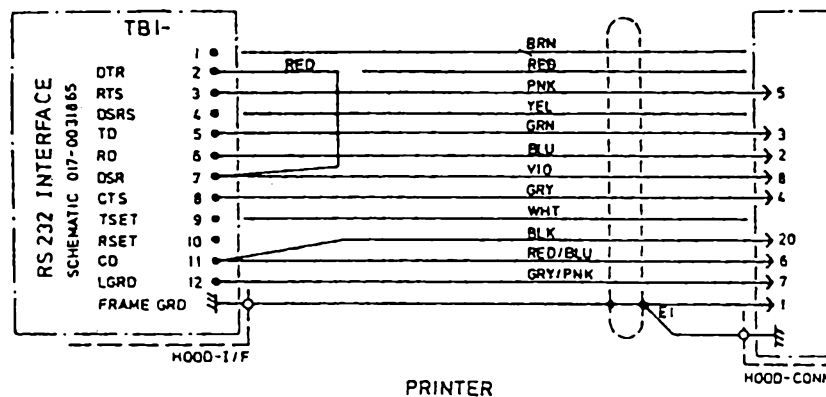 TB1-
1 BRN
DTR 2 RED RED
RTS 3 PNK 5
DSRS 4 YEL
TD 5 GRN 3
RD 6 BLU 2
DSR 7 VIO 8
CTS 8 GRY 4
TSET 9 WHT
RSET 10 BLK 20
CD 11 RED/BLU 6
LGRD 12 GRY/PNK 7
FRAME GRD E1 1
RS 232 INTERFACE
SCHEMATIC 017-0031865
HOOD-I/F
HOOD-CONN
PRINTER